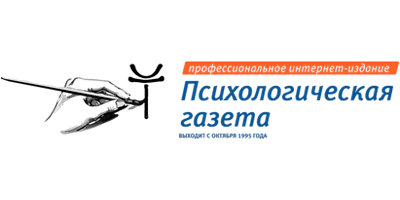 профессиональное интернет-издание
Психологическая
газета
ВЫХОДИТ С ОКТЯБРЯ 1995 ГОДА